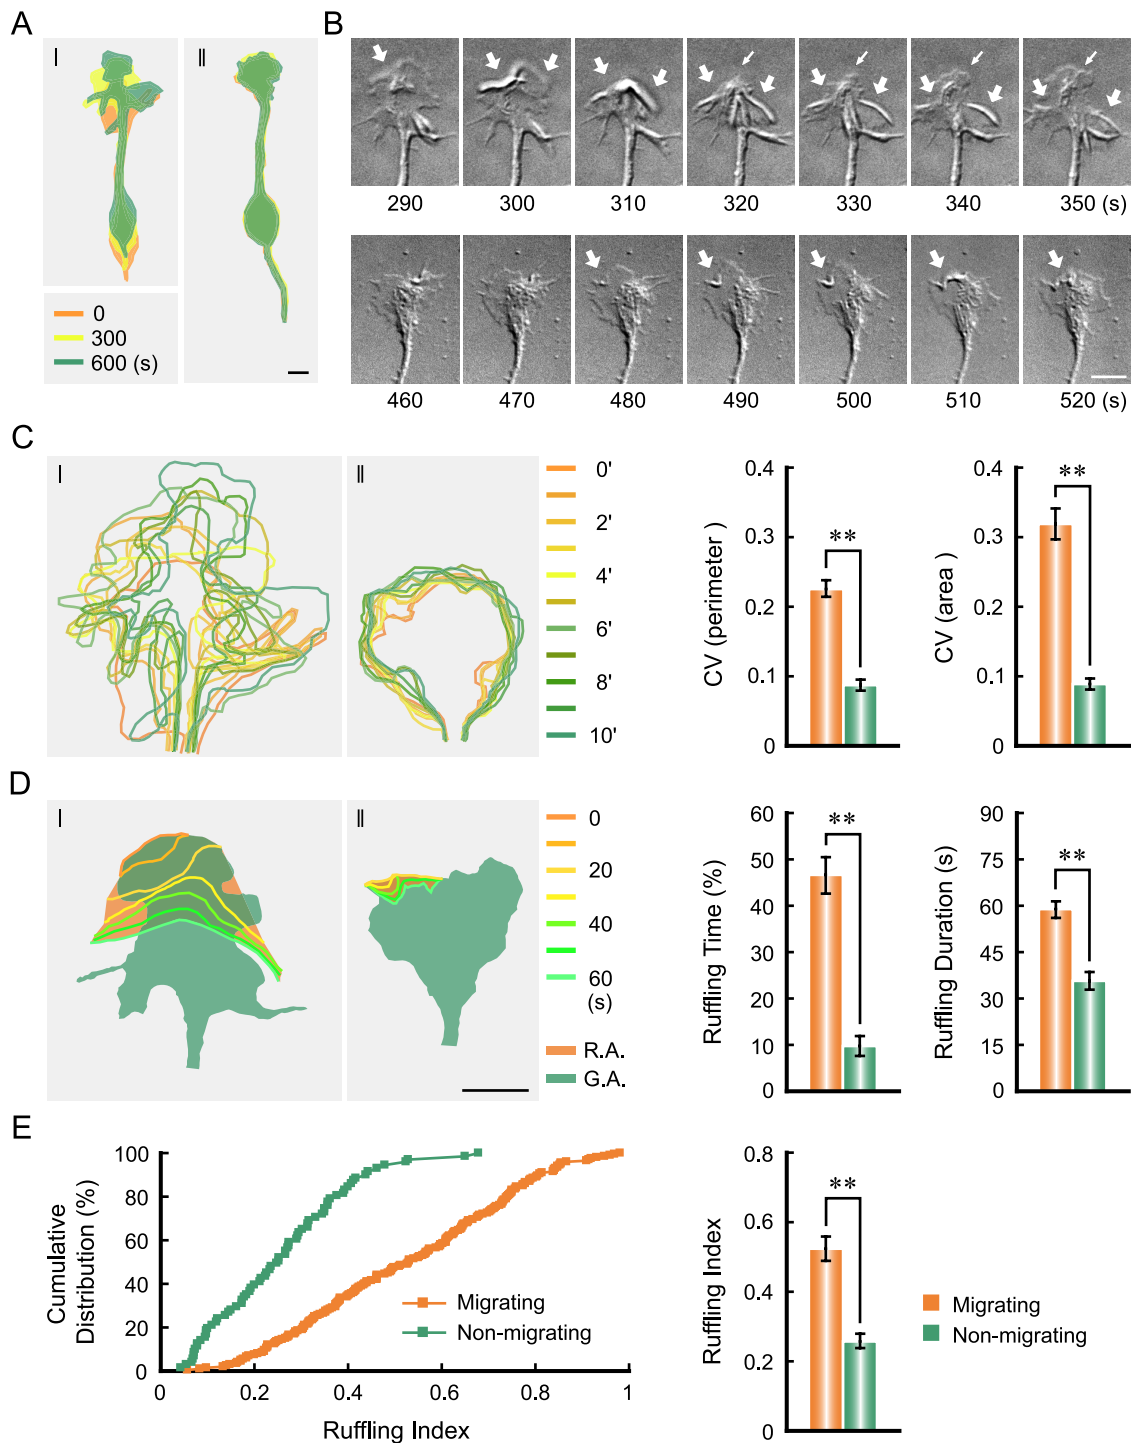 A
I
II
0
300
600 (s)
B
290 300 310 320 330 340 350 (s)
460 470 480 490 500 510 520 (s)
C
I
II
0'
2'
4'
6'
8'
10'
CV (perimeter )
0.4
0.3
0.2
0.1
0
**
CV (area )
0.4
0.3
0.2
0.1
0
**
D
I
II
0
20
40
60
(s)
R.A.
G.A.
Ruffling Time (%)
60
50
40
30
20
10
0
**
Ruffling Duration (s)
90
75
60
45
30
15
0
**
E
Cumulative
Distribution (%)
100
80
60
40
20
0
0 0.2 0.4 0.6 0.8 1
Ruffling Index
Migrating
Non-migrating
Ruffling Index
0.8
0.6
0.4
0.2
0
**
Migrating
Non-migrating